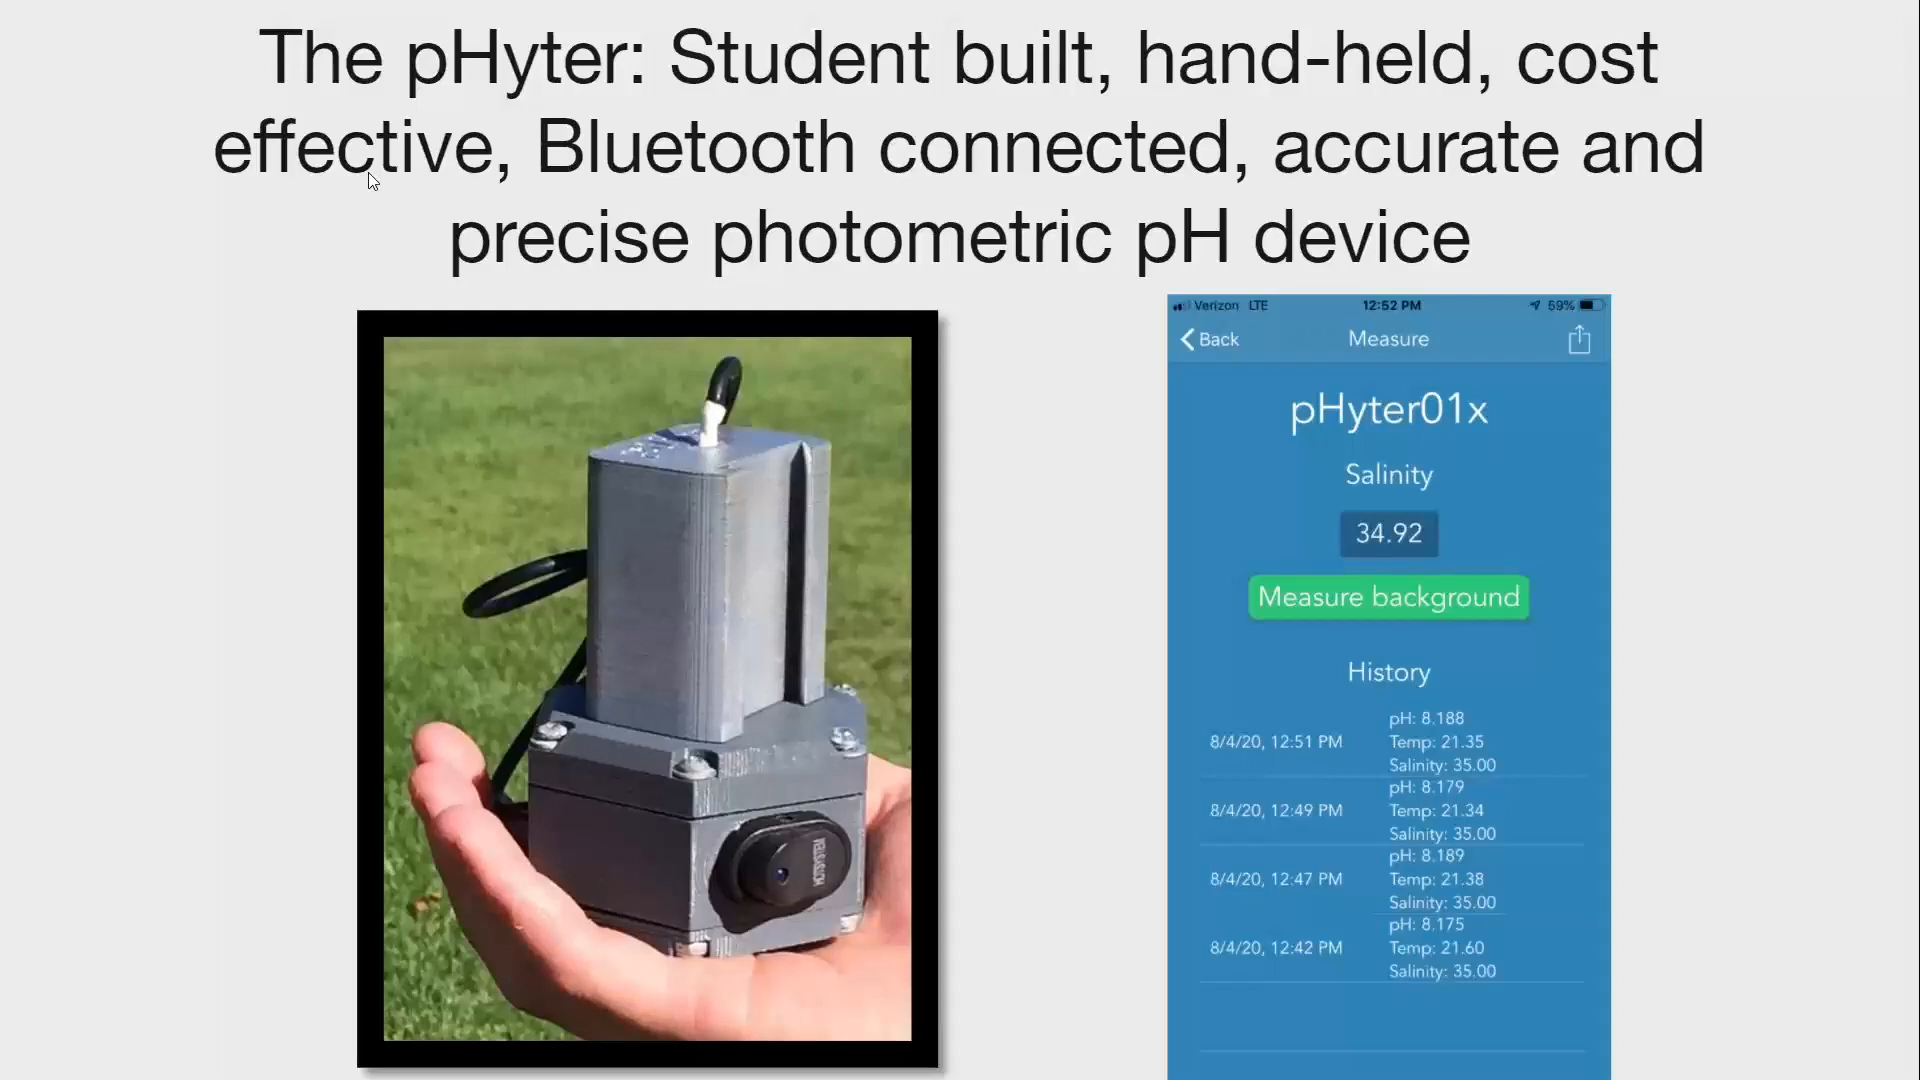 The pHyter: Student built, hand-held, cost
effective, Bluetooth connected, accurate and
precise photometric pH device
Verizon LTE
12:52 PM
59%
Back
Measure
pHyter01x
Salinity
34.92
Measure background
History
pH: 8.188
8/4/20, 12:51 PM
Temp: 21.35
Salinity: 35.00
pH: 8.179
8/4/20, 12:49 PM
Temp: 21.34
Salinity: 35.00
pH: 8.189
8/4/20, 12:47 PM
Temp: 21.38
Salinity: 35.00
pH: 8.175
8/4/20, 12:42 PM
Temp: 21.60
Salinity: 35.00